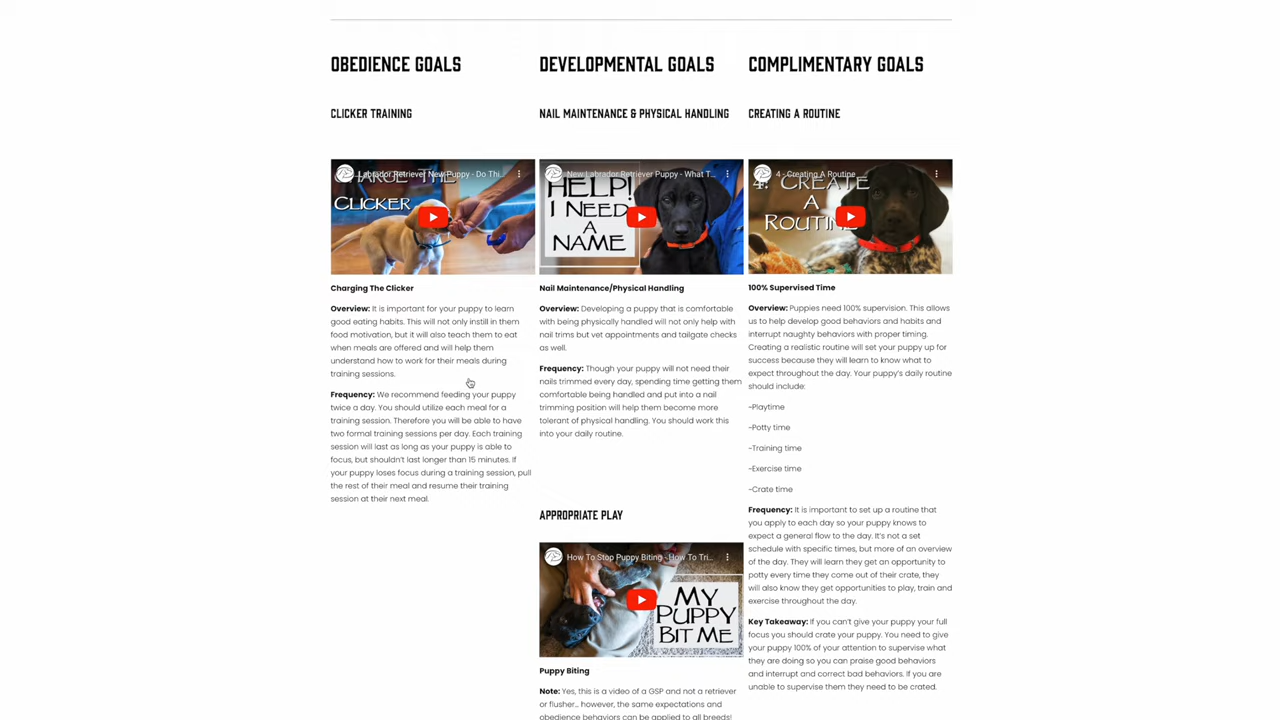 OBEDIENCE GOALS
CLICKER TRAINING
Labrador Retriever New Puppy - Do Thi...
CHARGE THE
CLICKER
Charging The Clicker
Overview: It is important for your puppy to learn
good eating habits. This will not only instill in them
food motivation, but it will also teach them to eat
when meals are offered and will help them
understand how to work for their meals during
training sessions.
Frequency: We recommend feeding your puppy
twice a day. You should utilize each meal for a
training session. Therefore you will be able to have
two formal training sessions per day. Each training
session will last as long as your puppy is able to
focus, but shouldn't last longer than 15 minutes. If
your puppy loses focus during a training session, pull
the rest of their meal and resume their training
session at their next meal.
DEVELOPMENTAL GOALS
NAIL MAINTENANCE & PHYSICAL HANDLING
New Labrador Retriever Puppy - What T...
HELP!
I NEED
A
NAME
Nail Maintenance/Physical Handling
Overview: Developing a puppy that is comfortable
with being physically handled will not only help with
nail trims but vet appointments and tailgate checks
as well.
Frequency: Though your puppy will not need their
nails trimmed every day, spending time getting them
comfortable being handled and put into a nail
trimming position will help them become more
tolerant of physical handling. You should work this
into your daily routine.
APPROPRIATE PLAY
How To Stop Puppy Biting - How To Tri...
MY
PUPPY
BIT ME
Puppy Biting
Note: Yes, this is a video of a GSP and not a retriever
or flusher... however, the same expectations and
obedience behaviors can be applied to all breeds!
COMPLIMENTARY GOALS
CREATING A ROUTINE
4 - Creating A Routine
4. CREATE
A
ROUTINE
100% Supervised Time
Overview: Puppies need 100% supervision. This allows
us to help develop good behaviors and habits and
interrupt naughty behaviors with proper timing.
Creating a realistic routine will set your puppy up for
success because they will learn to know what to
expect throughout the day. Your puppy's daily routine
should include:
-Playtime
-Potty time
-Training time
-Exercise time
-Crate time
Frequency: It is important to set up a routine that
you apply to each day so your puppy knows to
expect a general flow to the day. It's not a set
schedule with specific times, but more of an overview
of the day. They will learn they get an opportunity to
potty every time they come out of their crate, they
will also know they get opportunities to play, train and
exercise throughout the day.
Key Takeaway: If you can't give your puppy your full
focus you should crate your puppy. You need to give
your puppy 100% of your attention to supervise what
they are doing so you can praise good behaviors
and interrupt and correct bad behaviors. If you are
unable to supervise them they need to be crated.